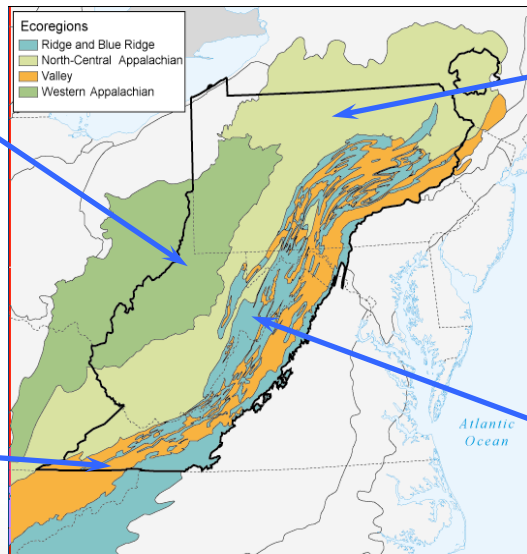 Ecoregions
Ridge and Blue Ridge
North-Central Appalachian
Valley
Western Appalachian
Atlantic
Ocean